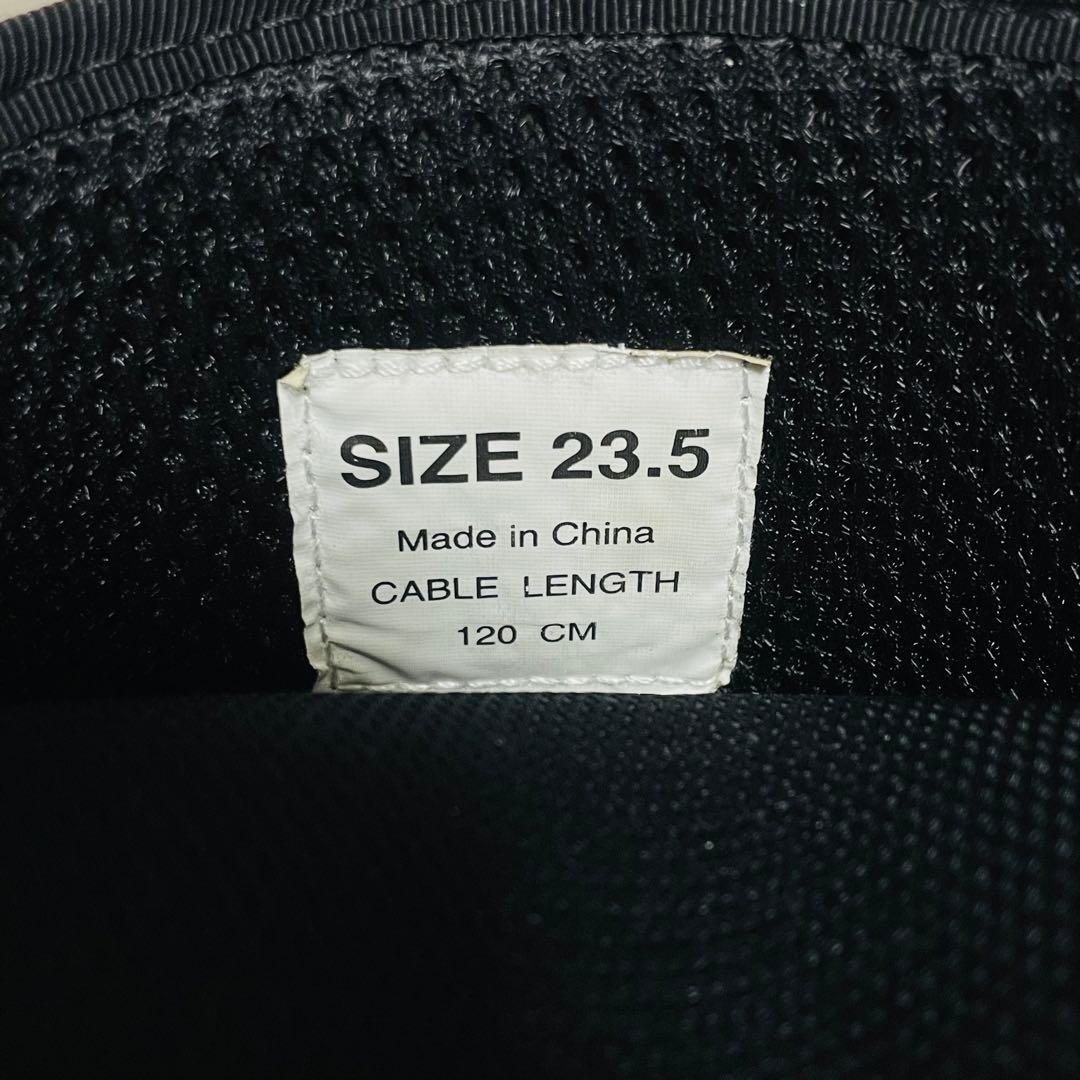 SIZE 23.5
Made in China
CABLE LENGTH
120 CM